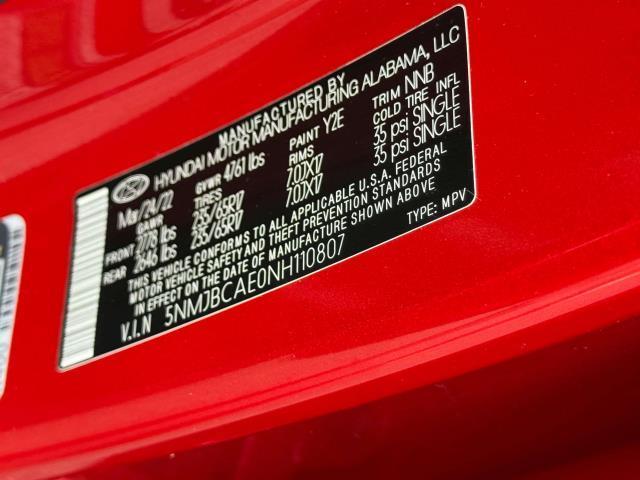 MANUFACTURED BY
HYUNDAI MOTOR MANUFACTURING ALABAMA, LLC
Mar/24/22 GVWR 4761 lbs PAINT Y2E TRIM NNB
GAWR TIRES RIMS COLD TIRE INFL
2778 lbs 235/65R17 7.0JX17 35 psi SINGLE
REAR 2646 lbs 235/65R17 7.0JX17 35 psi SINGLE
THIS VEHICLE CONFORMS TO ALL APPLICABLE U.S.A. FEDERAL
MOTOR VEHICLE SAFETY AND THEFT PREVENTION STANDARDS
IN EFFECT ON THE DATE OF MANUFACTURE SHOWN ABOVE
V.I.N 5NMJBCAE0NH110807 TYPE: MPV